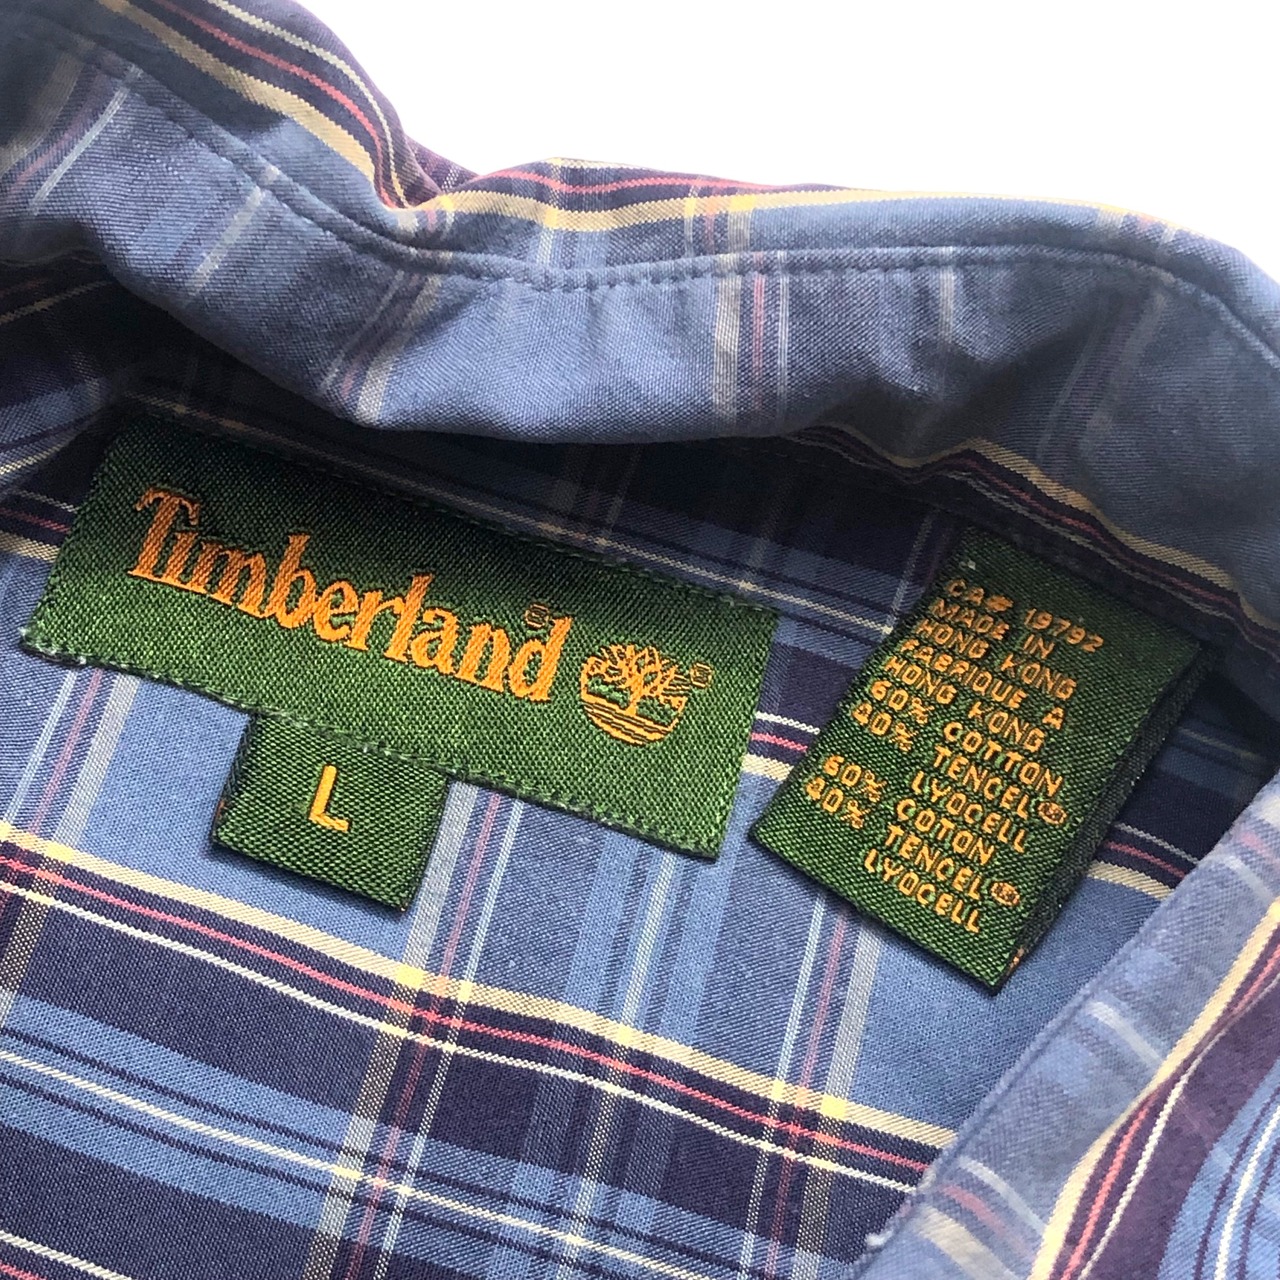 Timberland®
®
L
CA# 19792
MADE IN
HONG KONG
FABRIQUE A
HONG KONG
60% COTTON
40% TENCEL®
LYOCELL
60% COTON
40% TENCEL®
LYOCELL